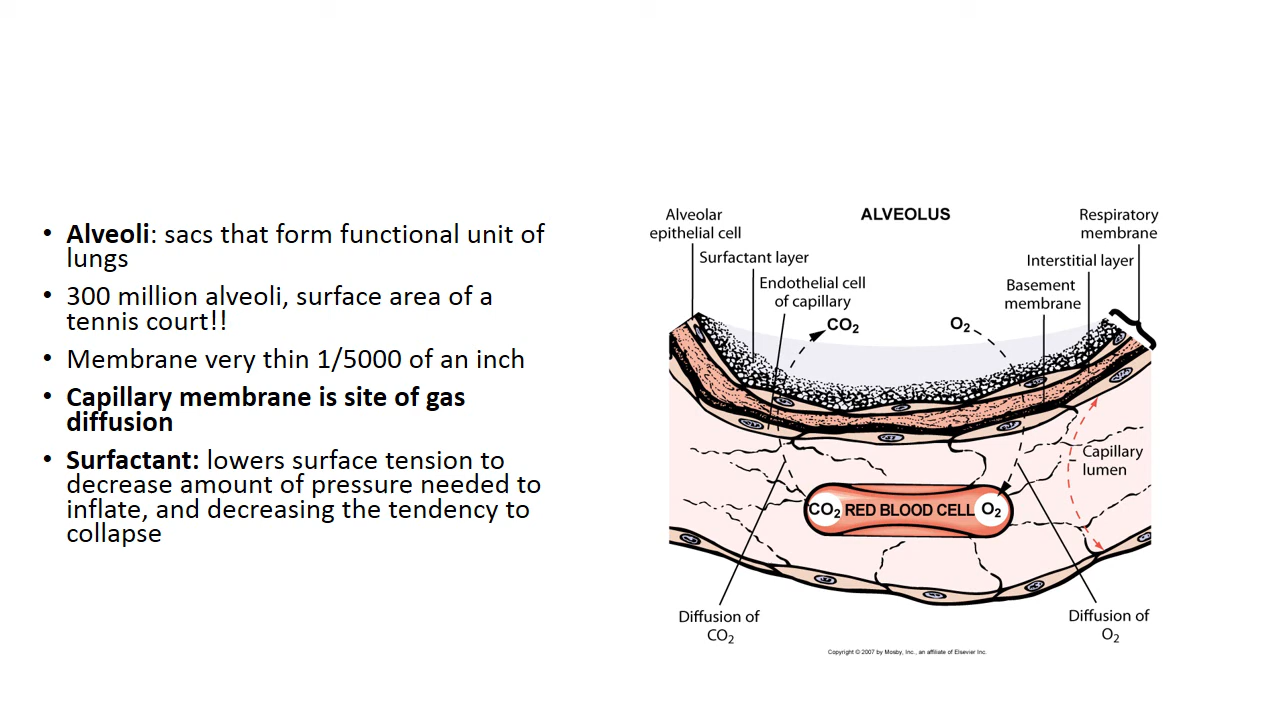 • Alveoli: sacs that form functional unit of
lungs
• 300 million alveoli, surface area of a
tennis court!!
• Membrane very thin 1/5000 of an inch
• Capillary membrane is site of gas
diffusion
• Surfactant: lowers surface tension to
decrease amount of pressure needed to
inflate, and decreasing the tendency to
collapse
ALVEOLUS
Alveolar
epithelial cell
Surfactant layer
Endothelial cell
of capillary
Respiratory
membrane
Interstitial layer
Basement
membrane
CO₂
O₂
Capillary
lumen
CO₂ RED BLOOD CELL O₂
Diffusion of
CO₂
Diffusion of
O₂
Copyright © 2007 by Mosby, Inc., an affiliate of Elsevier Inc.